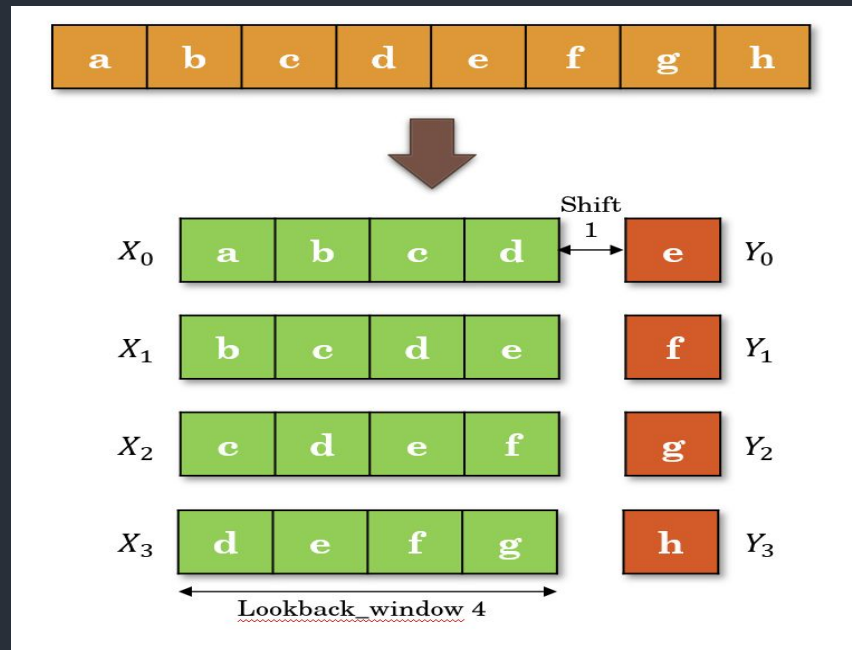 a b c d e f g h
Shift
1
X₀ a b c d e Y₀
X₁ b c d e f Y₁
X₂ c d e f g Y₂
X₃ d e f g h Y₃
Lookback_window 4